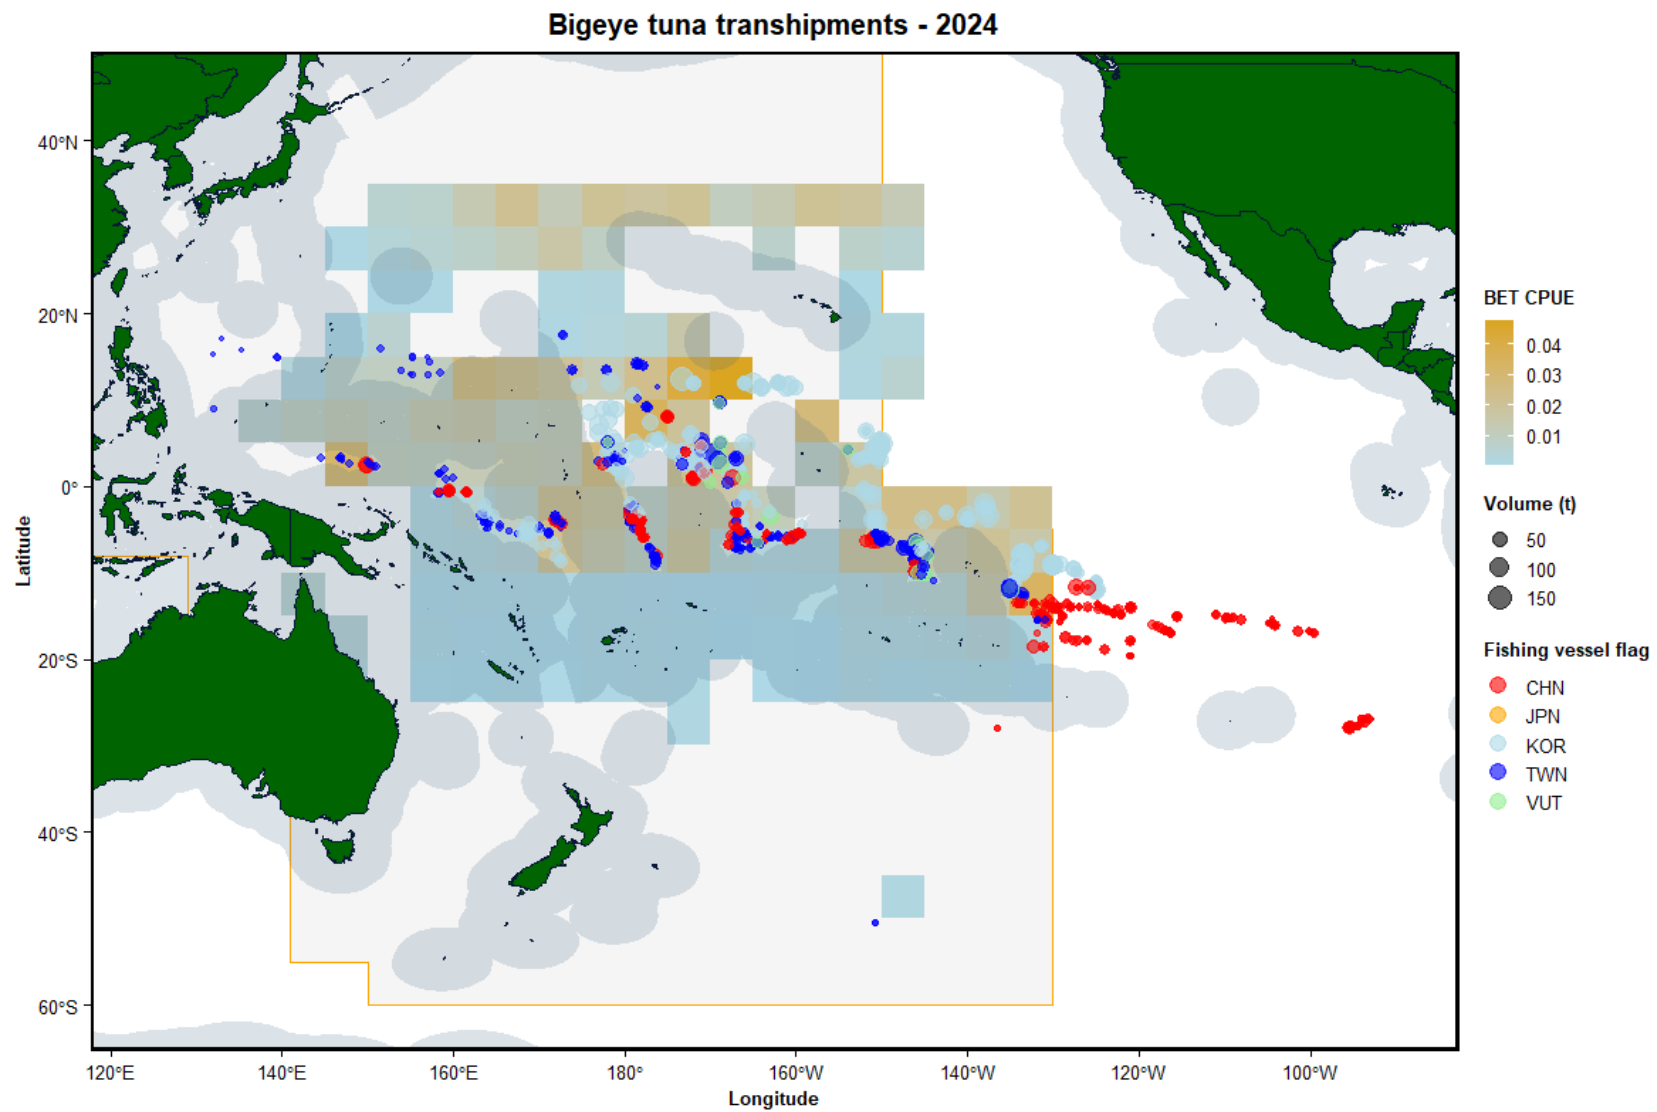 Bigeye tuna transhipments - 2024
40°N
20°N
0°
20°S
40°S
60°S
Latitude
120°E
140°E
160°E
180°
160°W
140°W
120°W
100°W
Longitude
BET CPUE
0.04
0.03
0.02
0.01
Volume (t)
50
100
150
Fishing vessel flag
CHN
JPN
KOR
TWN
VUT